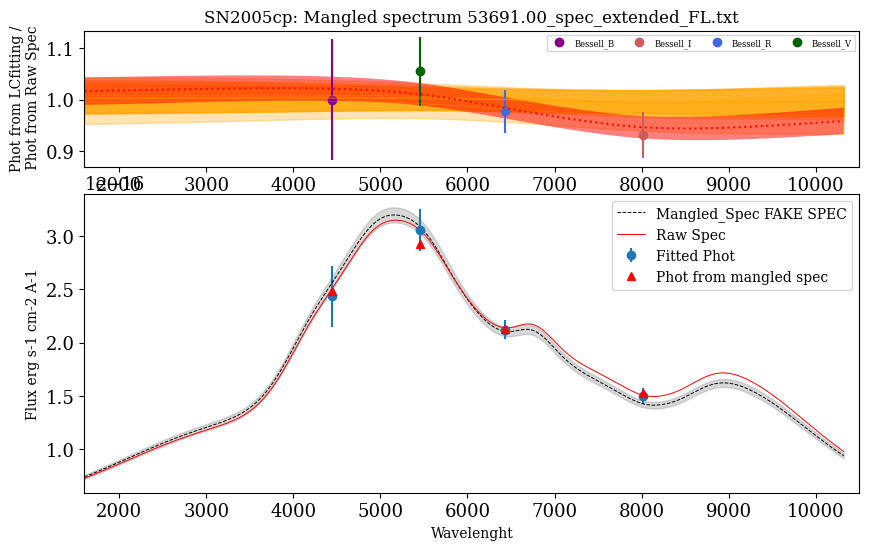 SN2005cp: Mangled spectrum 53691.00_spec_extended_FL.txt
Phot from LCfitting /
Phot from Raw Spec
1.1
1.0
0.9
Bessell_B
Bessell_I
Bessell_R
Bessell_V
2000 3000 4000 5000 6000 7000 8000 9000 10000
1e−16
Flux erg s-1 cm-2 A-1
3.0
2.5
2.0
1.5
1.0
Mangled_Spec FAKE SPEC
Raw Spec
Fitted Phot
Phot from mangled spec
2000 3000 4000 5000 6000 7000 8000 9000 10000
Wavelenght